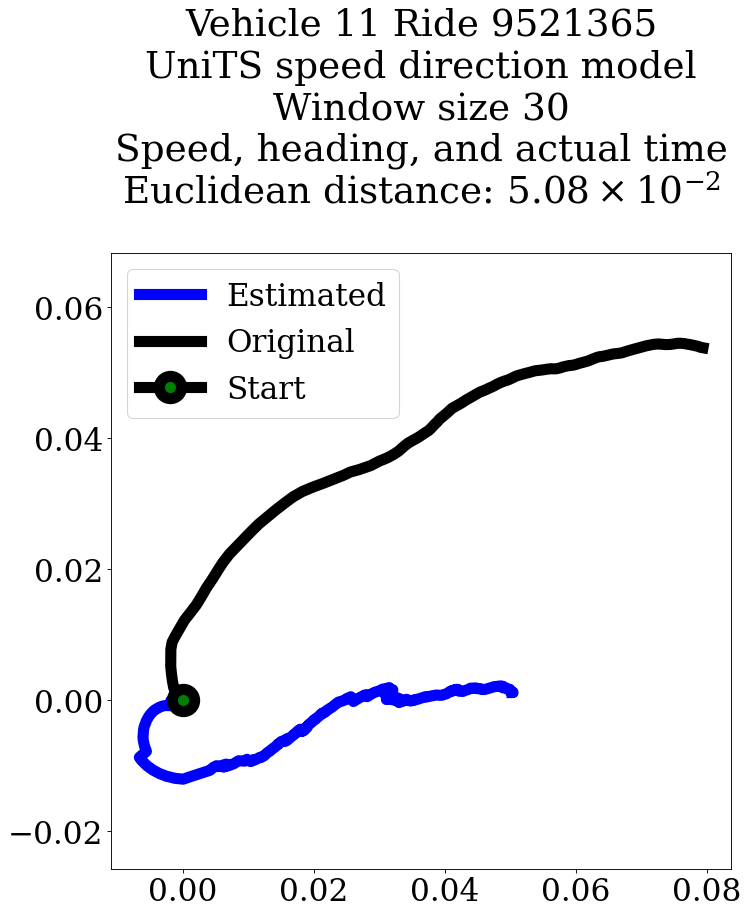 Vehicle 11 Ride 9521365
UniTS speed direction model
Window size 30
Speed, heading, and actual time
Euclidean distance: 5.08 × 10⁻²
Estimated
Original
Start
0.06
0.04
0.02
0.00
−0.02
0.00 0.02 0.04 0.06 0.08